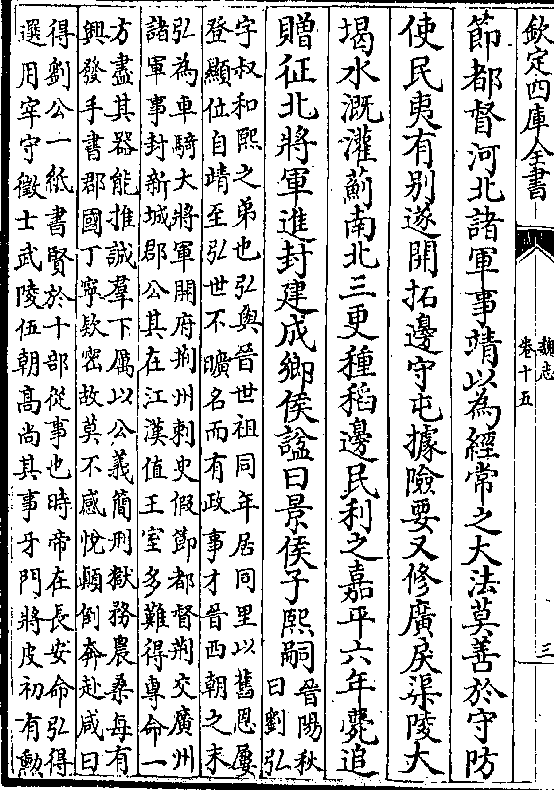 欽定四庫全書
魏志
卷十五
三
節都督河北諸軍事靖以為經常之大法莫善於守防
使民夷有别遂開拓邊守屯據險要又修廣戾渠陵大
堨水溉灌薊南北三更種稻邊民利之嘉平六年薨追
贈征北將軍進封建成鄉侯諡曰景侯子熙嗣
晉陽秋
曰劉弘
字叔和熙之弟也弘與晉世祖同年居同里以舊恩屢
登顯位自靖至弘世不曠名而有政事才晉西朝之末
弘為車騎大將軍開府荆州刺史假節都督荆交廣州
諸軍事封新城郡公其在江漢值王室多難得專命一
方盡其器能推誠羣下厲以公義簡刑獄務農桑每有
興發手書郡國丁寧欵密故莫不感悅顛倒奔赴咸曰
得劉公一紙書賢於十部從事也時帝在長安命弘得
選用宰守徵士武陵伍朝高尚其事牙門將皮初有勲